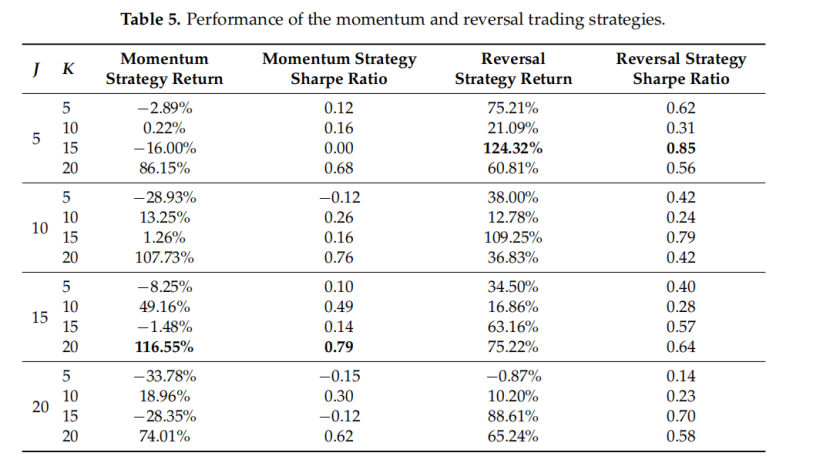 Table 5. Performance of the momentum and reversal trading strategies.
J K Momentum Strategy Return Momentum Strategy Sharpe Ratio Reversal Strategy Return Reversal Strategy Sharpe Ratio
5 5 −2.89% 0.12 75.21% 0.62
10 0.22% 0.16 21.09% 0.31
15 −16.00% 0.00 124.32% 0.85
20 86.15% 0.68 60.81% 0.56
10 5 −28.93% −0.12 38.00% 0.42
10 13.25% 0.26 12.78% 0.24
15 1.26% 0.16 109.25% 0.79
20 107.73% 0.76 36.83% 0.42
15 5 −8.25% 0.10 34.50% 0.40
10 49.16% 0.49 16.86% 0.28
15 −1.48% 0.14 63.16% 0.57
20 116.55% 0.79 75.22% 0.64
20 5 −33.78% −0.15 −0.87% 0.14
10 18.96% 0.30 10.20% 0.23
15 −28.35% −0.12 88.61% 0.70
20 74.01% 0.62 65.24% 0.58